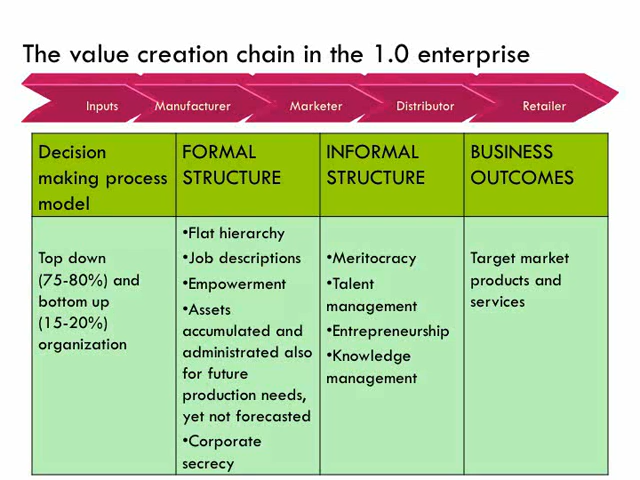 The value creation chain in the 1.0 enterprise
Inputs
Manufacturer
Marketer
Distributor
Retailer
Decision
making process
model
FORMAL
STRUCTURE
INFORMAL
STRUCTURE
BUSINESS
OUTCOMES
Top down
(75-80%) and
bottom up
(15-20%)
organization
•Flat hierarchy
•Job descriptions
•Empowerment
•Assets
accumulated and
administrated also
for future
production needs,
yet not forecasted
•Corporate
secrecy
•Meritocracy
•Talent
management
•Entrepreneurship
•Knowledge
management
Target market
products and
services